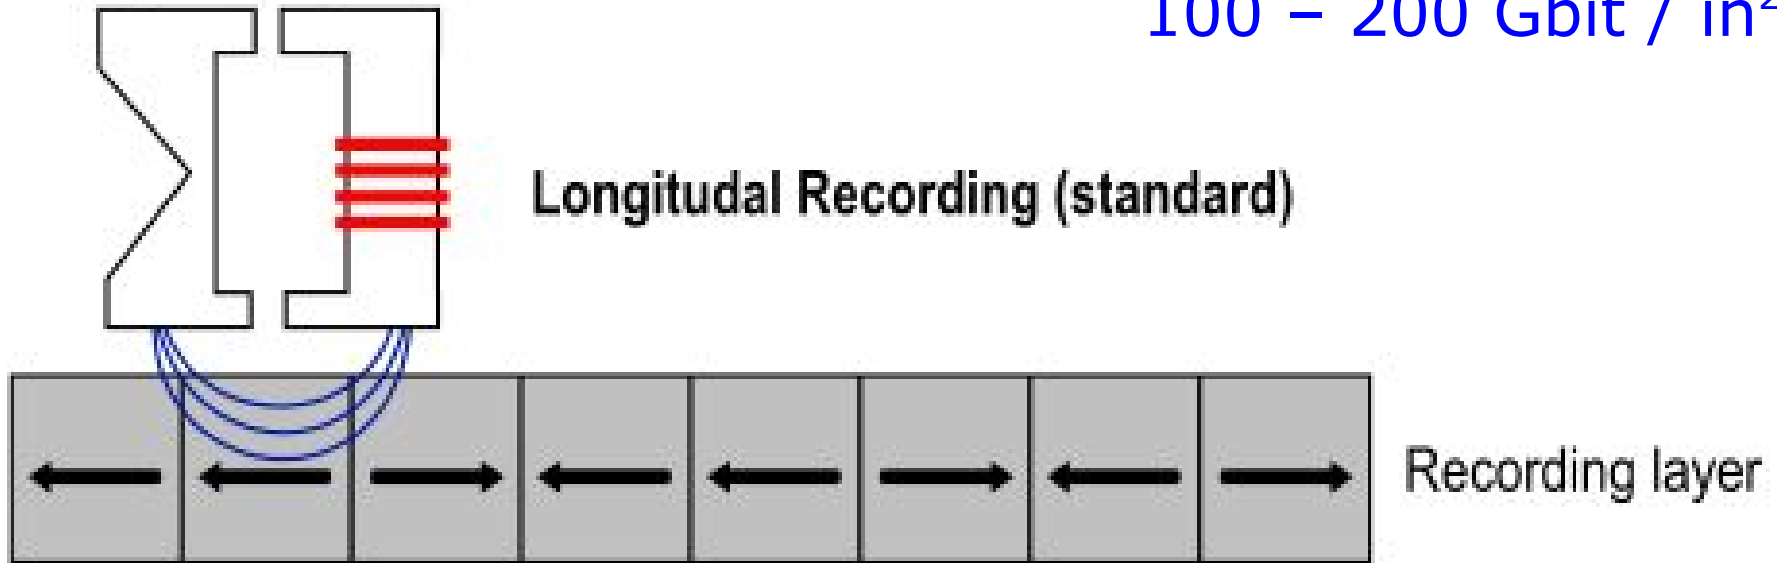 100 – 200 Gbit / in²
Longitudal Recording (standard)
Recording layer